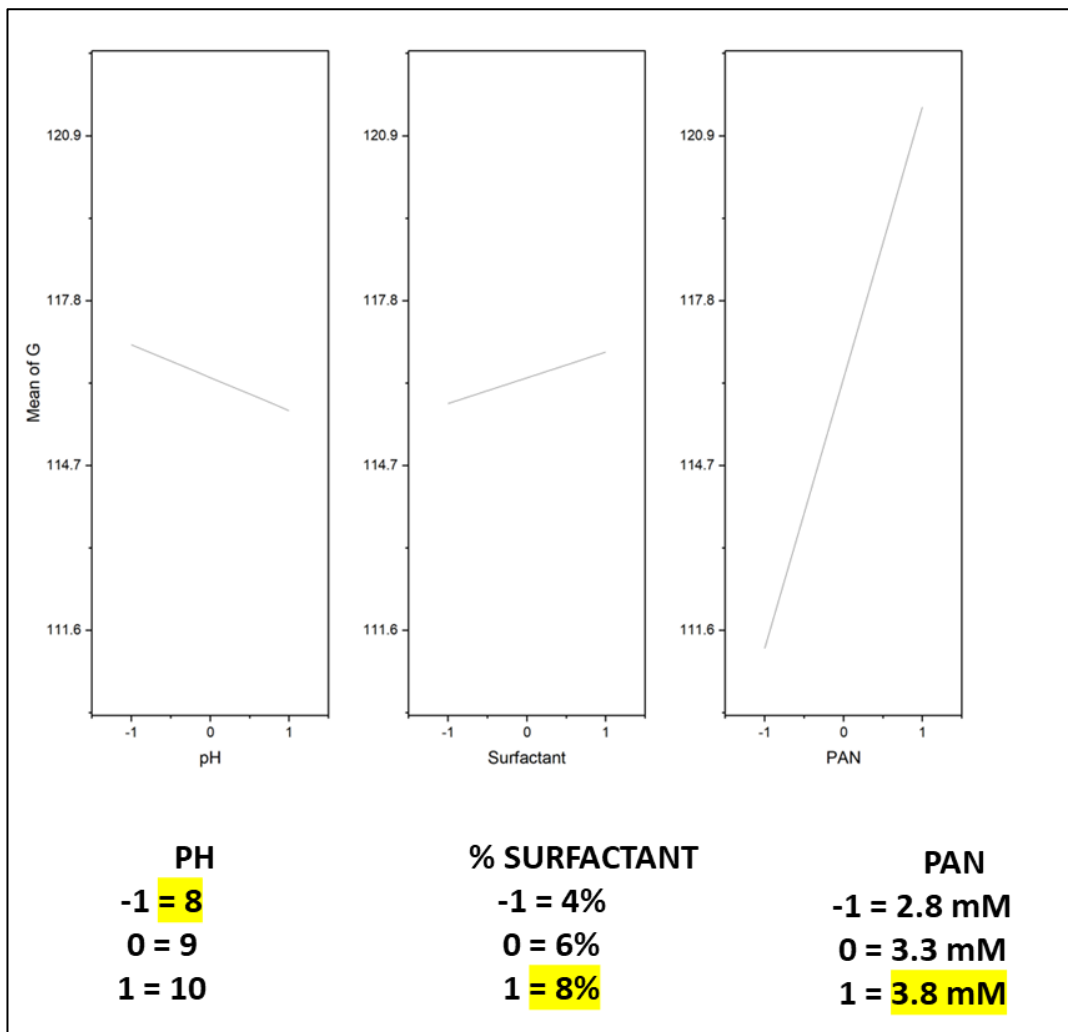 Mean of G
120.9
117.8
114.7
111.6
-1 0 1
pH
120.9
117.8
114.7
111.6
-1 0 1
Surfactant
120.9
117.8
114.7
111.6
-1 0 1
PAN
PH
-1 = 8
0 = 9
1 = 10
% SURFACTANT
-1 = 4%
0 = 6%
1 = 8%
PAN
-1 = 2.8 mM
0 = 3.3 mM
1 = 3.8 mM